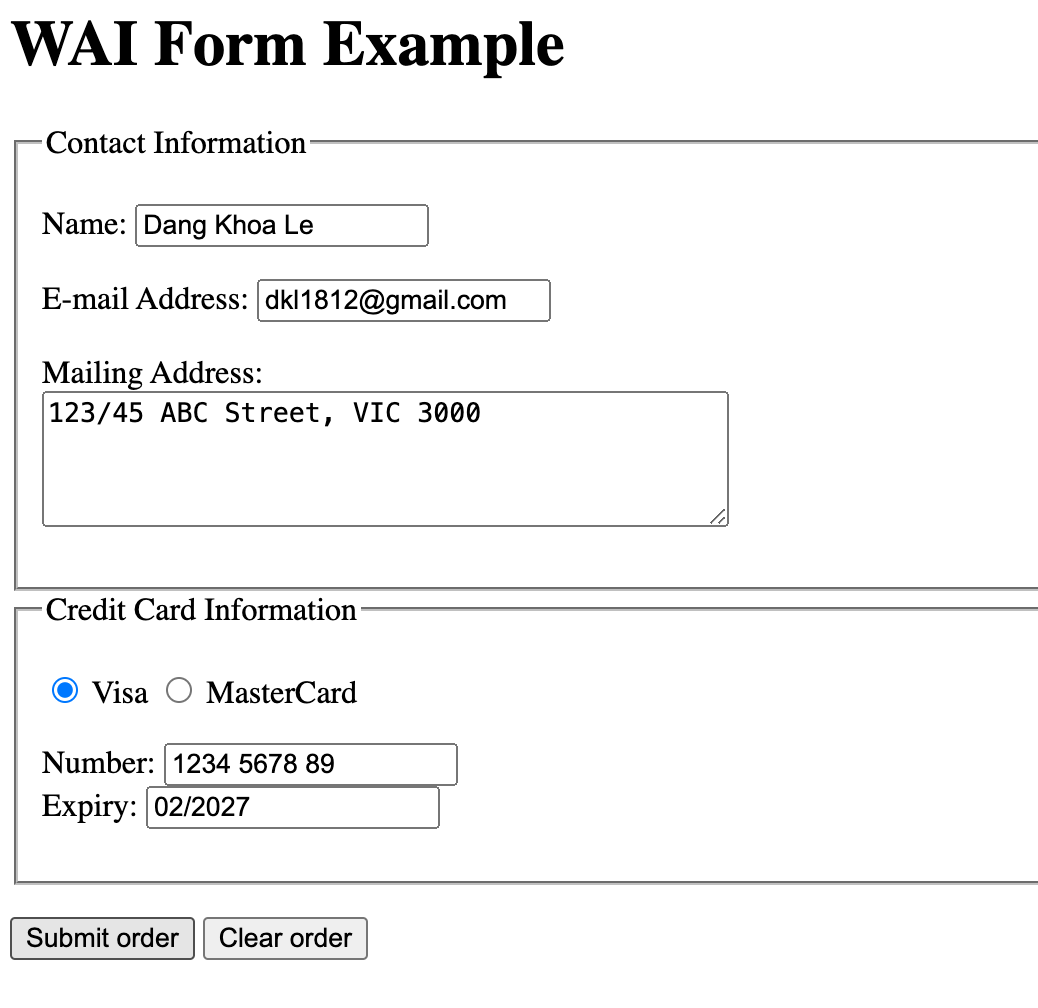 WAI Form Example
Contact Information
Name: Dang Khoa Le
E-mail Address: dkl1812@gmail.com
Mailing Address:
123/45 ABC Street, VIC 3000
Credit Card Information
Visa MasterCard
Number: 1234 5678 89
Expiry: 02/2027
Submit order Clear order